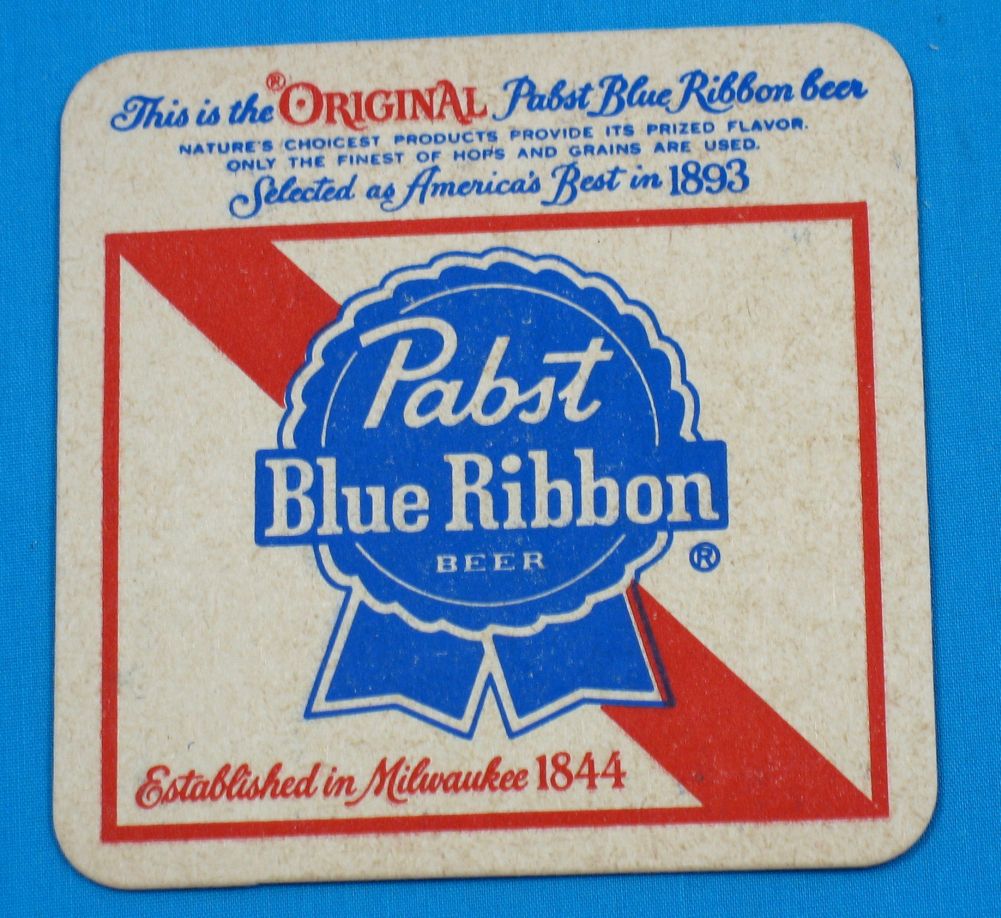 This is the ®ORIGINAL Pabst Blue Ribbon beer
NATURE'S CHOICEST PRODUCTS PROVIDE ITS PRIZED FLAVOR.
ONLY THE FINEST OF HOPS AND GRAINS ARE USED.
Selected as America's Best in 1893
Pabst
Blue Ribbon
BEER
®
Established in Milwaukee 1844